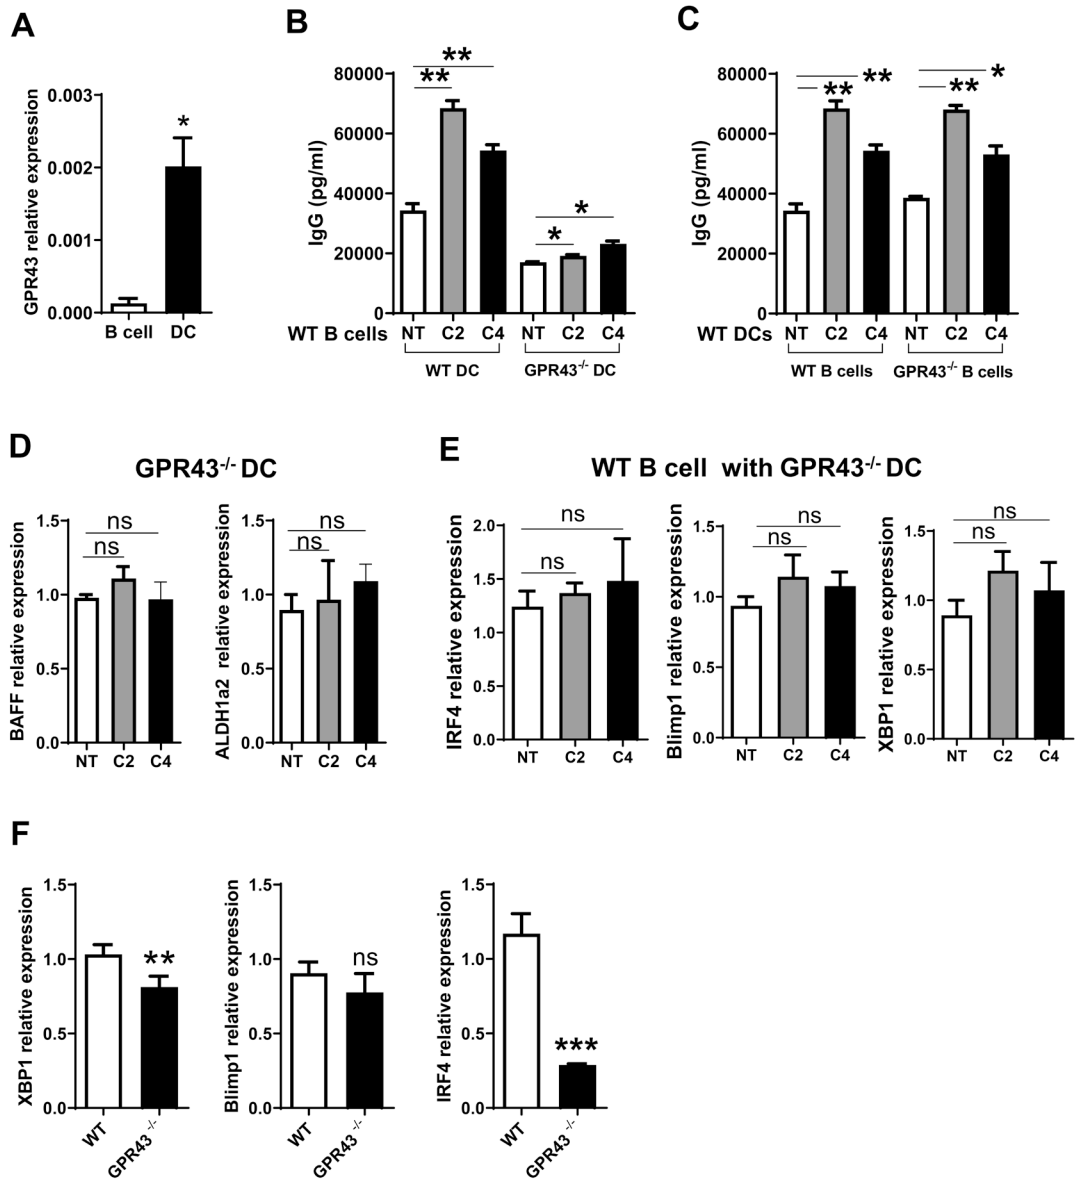 A
GPR43 relative expression
0.003
0.002
0.001
0.000
*
B cell DC
B
IgG (pg/ml)
80000
60000
40000
20000
0
**
**
*
*
WT B cells NT C2 C4 NT C2 C4
WT DC GPR43-/- DC
C
IgG (pg/ml)
80000
60000
40000
20000
0
** **
** *
WT DCs NT C2 C4 NT C2 C4
WT B cells GPR43-/- B cells
D
GPR43-/- DC
BAFF relative expression
1.5
1.0
0.5
0.0
ns
ns
NT C2 C4
ALDH1a2 relative expression
1.5
1.0
0.5
0.0
ns
ns
NT C2 C4
E
WT B cell with GPR43-/- DC
IRF4 relative expression
2.0
1.5
1.0
0.5
0.0
ns
ns
NT C2 C4
Blimp1 relative expression
1.5
1.0
0.5
0.0
ns
ns
NT C2 C4
XBP1 relative expression
1.5
1.0
0.5
0.0
ns
ns
NT C2 C4
F
XBP1 relative expression
1.5
1.0
0.5
0.0
**
WT GPR43 -/-
Blimp1 relative expression
1.5
1.0
0.5
0.0
ns
WT GPR43 -/-
IRF4 relative expression
1.5
1.0
0.5
0.0
***
WT GPR43 -/-